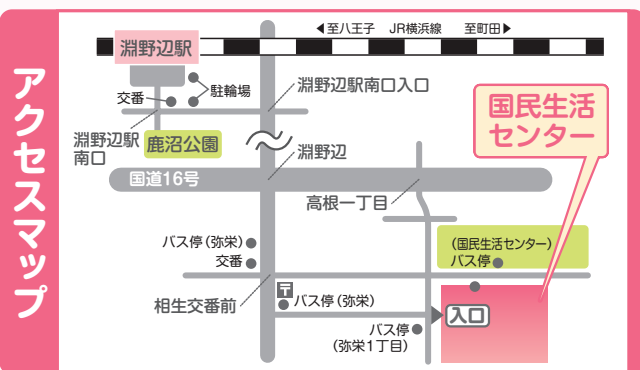 アクセスマップ
◀至八王子 JR横浜線 至町田▶
淵野辺駅
交番
駐輪場
淵野辺駅南口入口
淵野辺駅
南口
鹿沼公園
淵野辺
国民生活
センター
国道16号
高根一丁目
バス停(弥栄)
交番
(国民生活センター)
バス停
相生交番前
〒
バス停(弥栄)
入口
バス停
(弥栄1丁目)